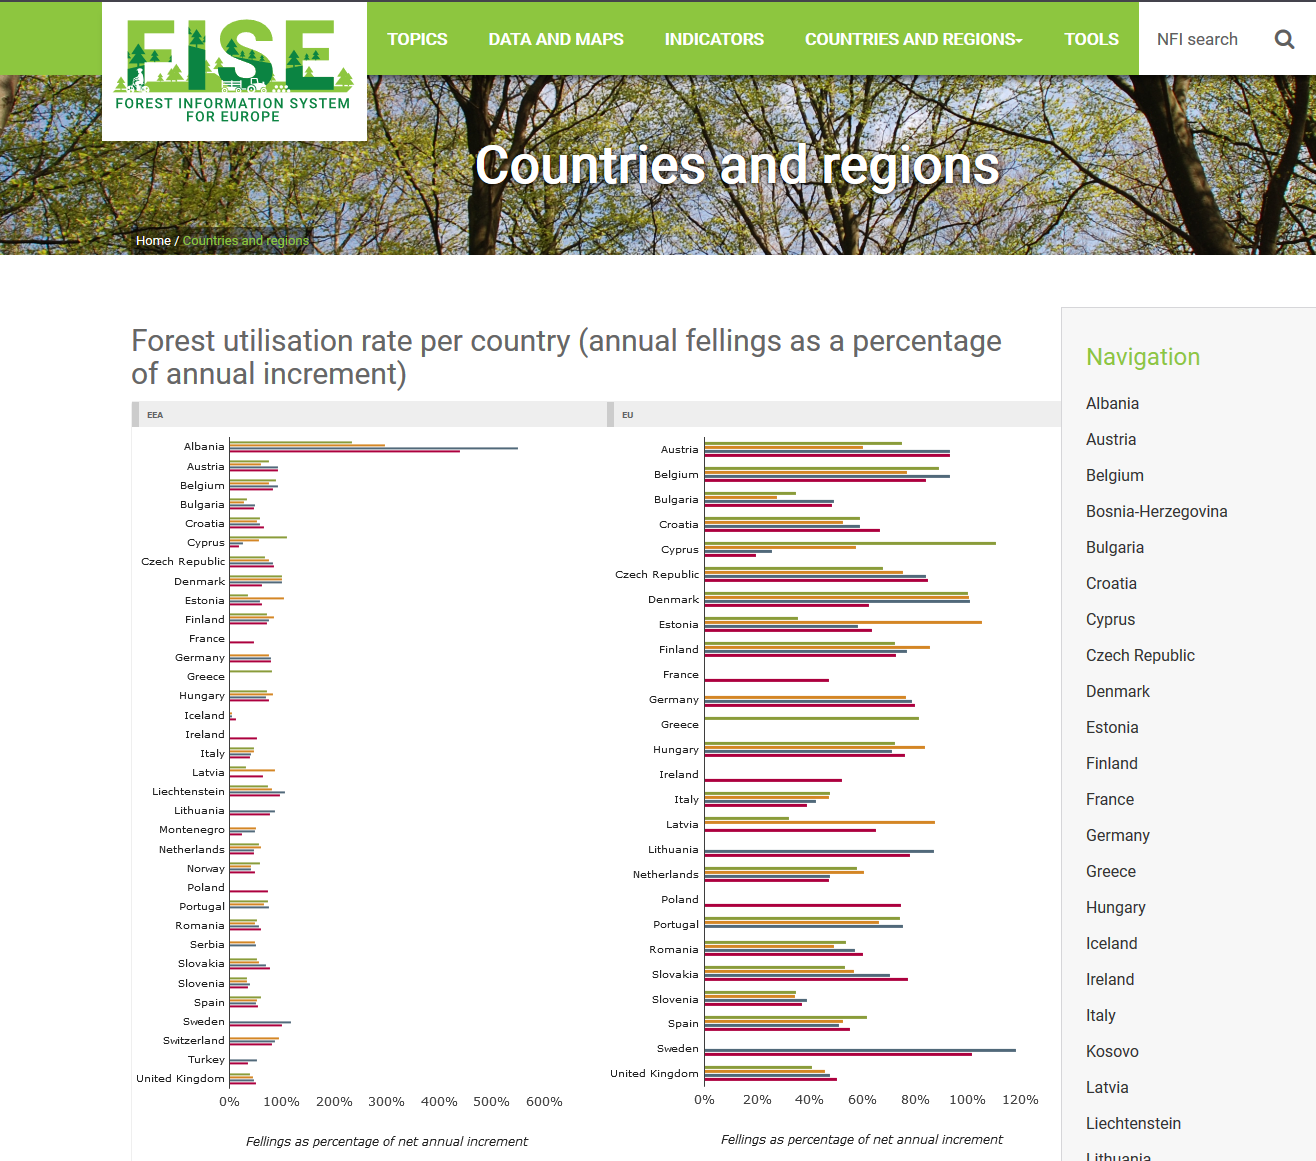 FISE
FOREST INFORMATION SYSTEM
FOR EUROPE
TOPICS
DATA AND MAPS
INDICATORS
COUNTRIES AND REGIONS
TOOLS
NFI search
Countries and regions
Home / Countries and regions
Forest utilisation rate per country (annual fellings as a percentage
of annual increment)
EEA
Albania
Austria
Belgium
Bulgaria
Croatia
Cyprus
Czech Republic
Denmark
Estonia
Finland
France
Germany
Greece
Hungary
Iceland
Ireland
Italy
Latvia
Liechtenstein
Lithuania
Montenegro
Netherlands
Norway
Poland
Portugal
Romania
Serbia
Slovakia
Slovenia
Spain
Sweden
Switzerland
Turkey
United Kingdom
0% 100% 200% 300% 400% 500% 600%
Fellings as percentage of net annual increment
EU
Austria
Belgium
Bulgaria
Croatia
Cyprus
Czech Republic
Denmark
Estonia
Finland
France
Germany
Greece
Hungary
Ireland
Italy
Latvia
Lithuania
Netherlands
Poland
Portugal
Romania
Slovakia
Slovenia
Spain
Sweden
United Kingdom
0% 20% 40% 60% 80% 100% 120%
Fellings as percentage of net annual increment
Navigation
Albania
Austria
Belgium
Bosnia-Herzegovina
Bulgaria
Croatia
Cyprus
Czech Republic
Denmark
Estonia
Finland
France
Germany
Greece
Hungary
Iceland
Ireland
Italy
Kosovo
Latvia
Liechtenstein
Lithuania